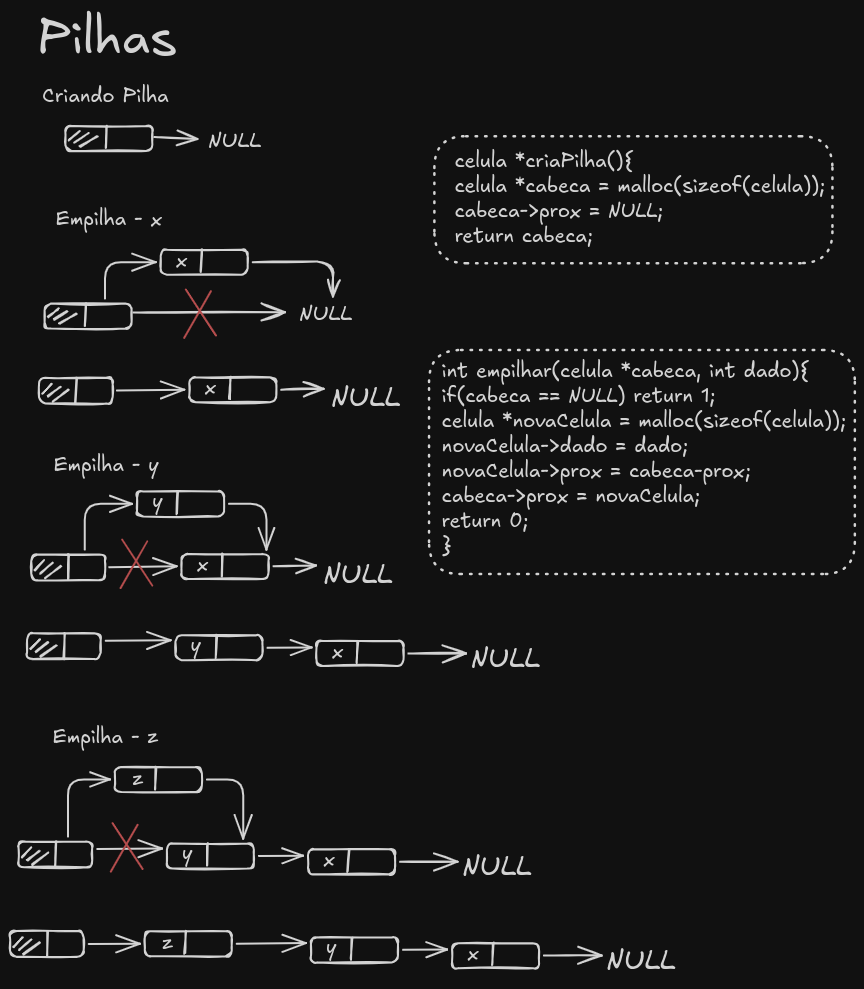 Pilhas
Criando Pilha
NULL
celula *criaPilha(){
celula *cabeca = malloc(sizeof(celula));
cabeca->prox = NULL;
return cabeca;
Empilha - x
x
NULL
x
NULL
int empilhar(celula *cabeca, int dado){
if(cabeca == NULL) return 1;
celula *novaCelula = malloc(sizeof(celula));
novaCelula->dado = dado;
novaCelula->prox = cabeca-prox;
cabeca->prox = novaCelula;
return 0;
}
Empilha - y
y
x
NULL
y
x
NULL
Empilha - z
z
y
x
NULL
z
y
x
NULL